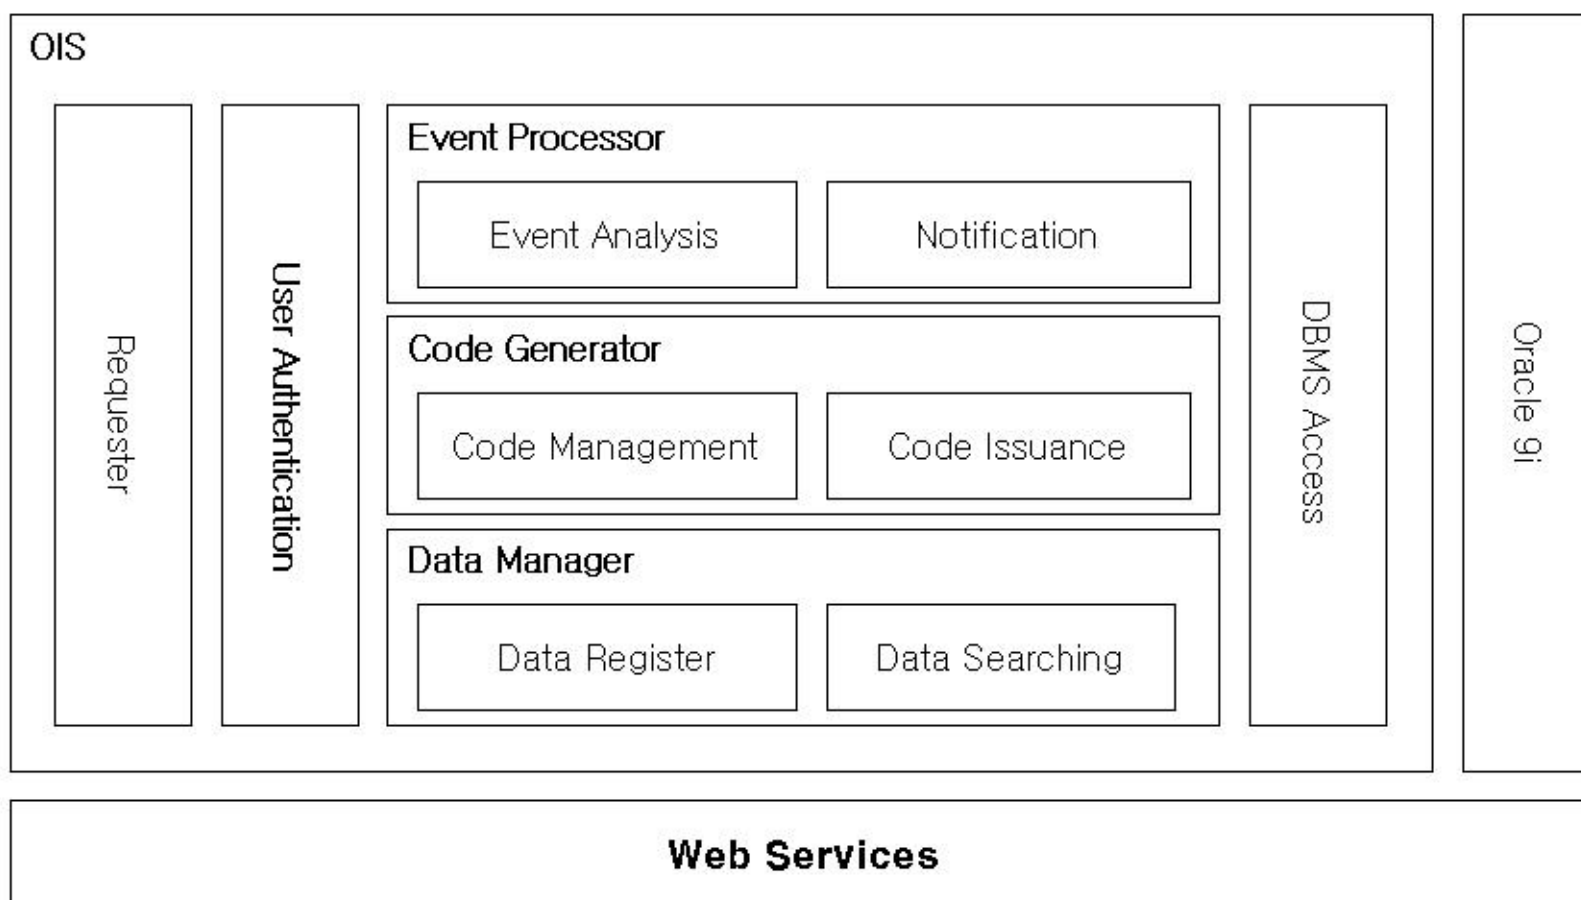 OIS
Requester
User Authentication
Event Processor
Event Analysis
Notification
Code Generator
Code Management
Code Issuance
Data Manager
Data Register
Data Searching
DBMS Access
Oracle 9i
Web Services